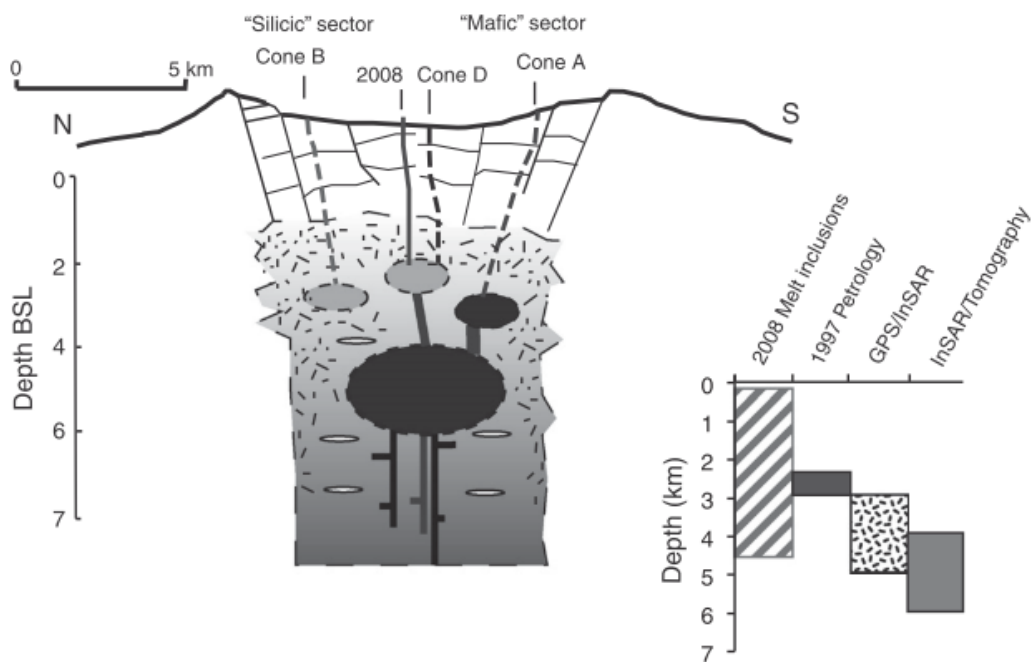 "Silicic" sector
"Mafic" sector
Cone B
2008
Cone D
Cone A
0
5 km
N
S
Depth BSL
0
2
4
6
7
2008 Melt inclusions
1997 Petrology
GPS/InSAR
InSAR/Tomography
Depth (km)
0
1
2
3
4
5
6
7